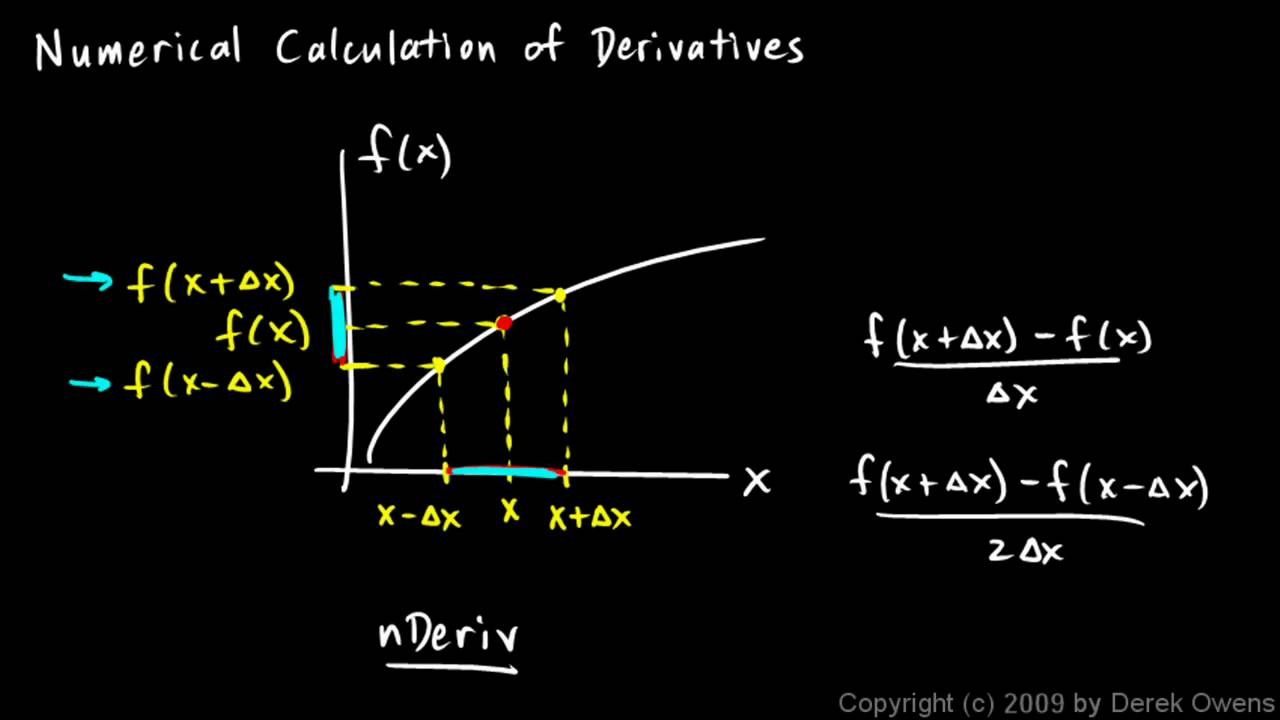 Numerical Calculation of Derivatives
f(x)
→ f(x+Δx)
f(x)
→ f(x-Δx)
x-Δx x x+Δx
x
f(x+Δx) - f(x)
Δx
f(x+Δx) - f(x-Δx)
2Δx
nDeriv
Copyright (c) 2009 by Derek Owens